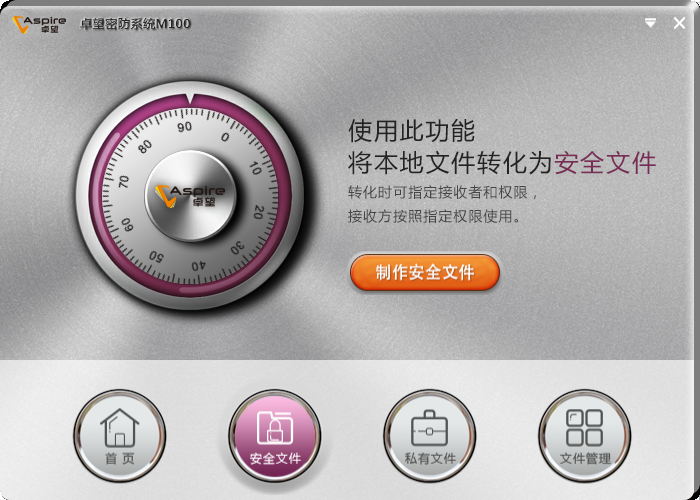 Aspire
卓望
卓望密防系统M100
90
0
10
20
30
40
50
60
70
80
Aspire
卓望
使用此功能
将本地文件转化为安全文件
转化时可指定接收者和权限，
接收方按照指定权限使用。
制作安全文件
首页
安全文件
私有文件
文件管理